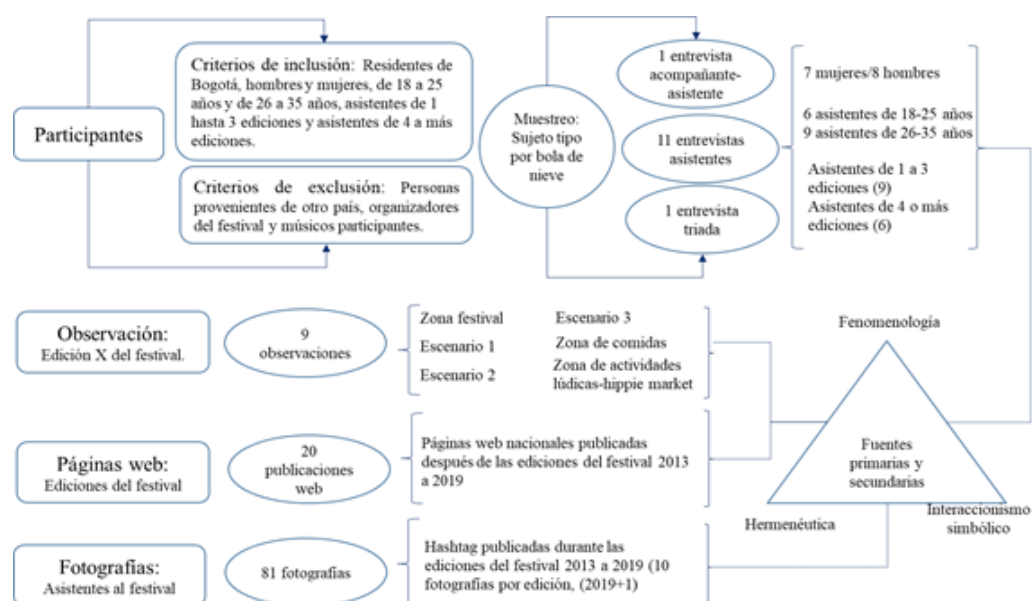 Participantes
Criterios de inclusión: Residentes de
Bogotá, hombres y mujeres, de 18 a 25
años y de 26 a 35 años, asistentes de 1
hasta 3 ediciones y asistentes de 4 a más
ediciones.
Criterios de exclusión: Personas
provenientes de otro país, organizadores
del festival y músicos participantes.
Muestreo:
Sujeto tipo
por bola de
nieve
1 entrevista
acompañante-
asistente
11 entrevistas
asistentes
1 entrevista
triada
7 mujeres/8 hombres
6 asistentes de 18-25 años
9 asistentes de 26-35 años
Asistentes de 1 a 3
ediciones (9)
Asistentes de 4 o más
ediciones (6)
Observación:
Edición X del festival.
9
observaciones
Zona festival
Escenario 1
Escenario 2
Escenario 3
Zona de comidas
Zona de actividades
lúdicas-hippie market
Páginas web:
Ediciones del festival
20
publicaciones
web
Páginas web nacionales publicadas
después de las ediciones del festival 2013
a 2019
Fotografías:
Asistentes al festival
81 fotografías
Hashtag publicadas durante las
ediciones del festival 2013 a 2019 (10
fotografías por edición, (2019+1)
Fenomenología
Fuentes
primarias y
secundarias
Hermenéutica
Interaccionismo
simbólico